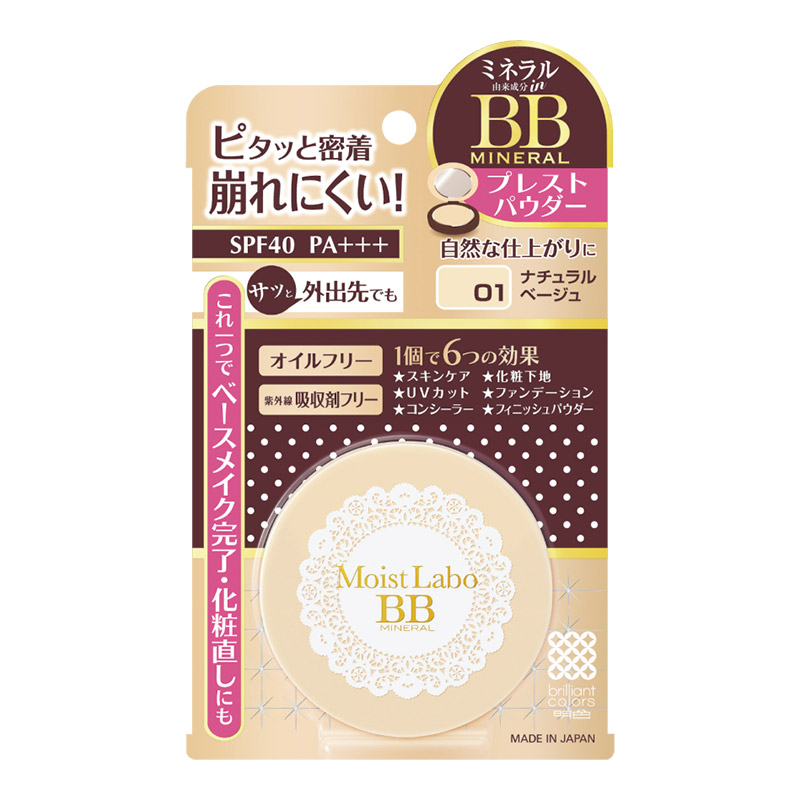 ミネラル
由来成分in
BB
MINERAL
プレスト
パウダー
ピタッと密着
崩れにくい!
SPF40 PA+++
サッと外出先でも
自然な仕上がりに
01 ナチュラル
ベージュ
これ一つでベースメイク完了・化粧直しにも
オイルフリー
紫外線吸収剤フリー
1個で6つの効果
★スキンケア ★化粧下地
★UVカット ★ファンデーション
★コンシーラー ★フィニッシュパウダー
Moist Labo
BB
MINERAL
brilliant
colors
明色
MADE IN JAPAN